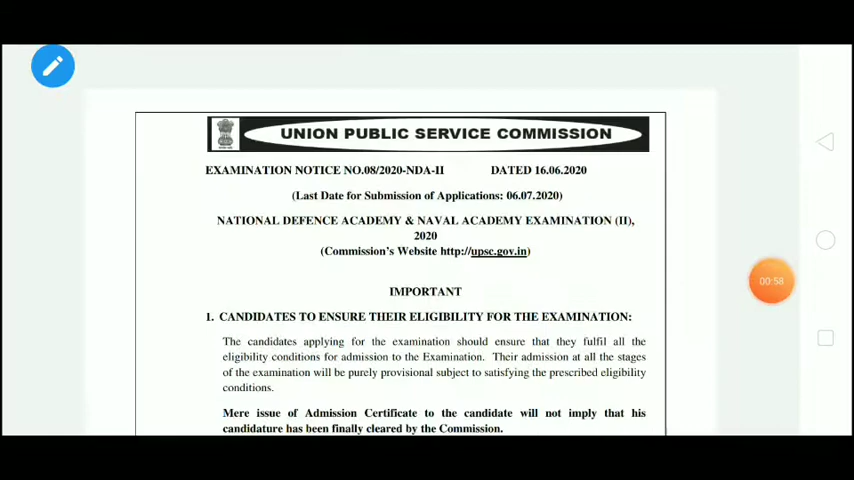 UNION PUBLIC SERVICE COMMISSION
EXAMINATION NOTICE NO.08/2020-NDA-II DATED 16.06.2020
(Last Date for Submission of Applications: 06.07.2020)
NATIONAL DEFENCE ACADEMY & NAVAL ACADEMY EXAMINATION (II),
2020
(Commission's Website http://upsc.gov.in)
IMPORTANT
1. CANDIDATES TO ENSURE THEIR ELIGIBILITY FOR THE EXAMINATION:
The candidates applying for the examination should ensure that they fulfil all the
eligibility conditions for admission to the Examination. Their admission at all the stages
of the examination will be purely provisional subject to satisfying the prescribed eligibility
conditions.
Mere issue of Admission Certificate to the candidate will not imply that his
candidature has been finally cleared by the Commission.
00:58